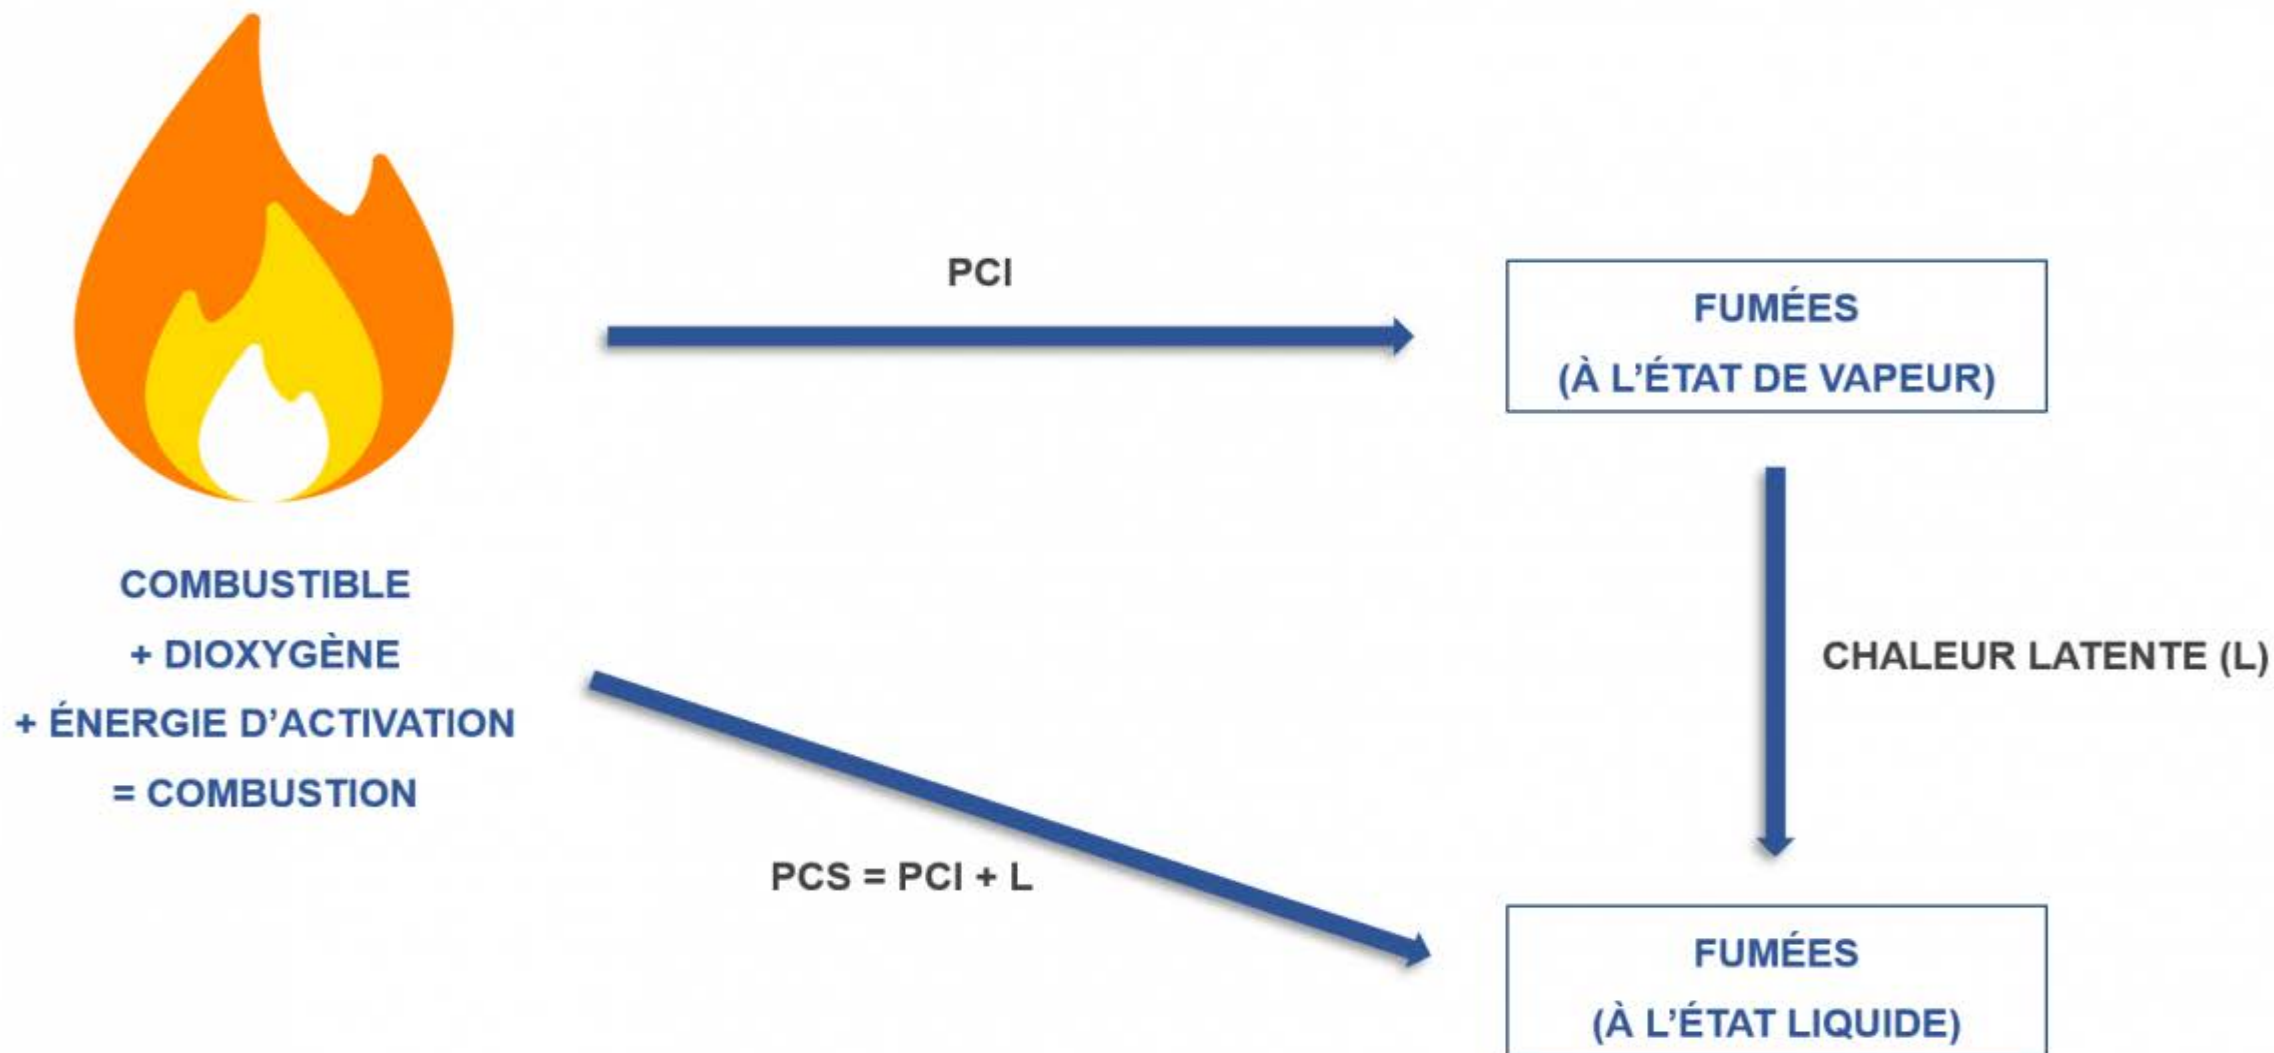 PCI
FUMÉES
(À L'ÉTAT DE VAPEUR)
COMBUSTIBLE
+ DIOXYGÈNE
+ ÉNERGIE D'ACTIVATION
= COMBUSTION
CHALEUR LATENTE (L)
PCS = PCI + L
FUMÉES
(À L'ÉTAT LIQUIDE)